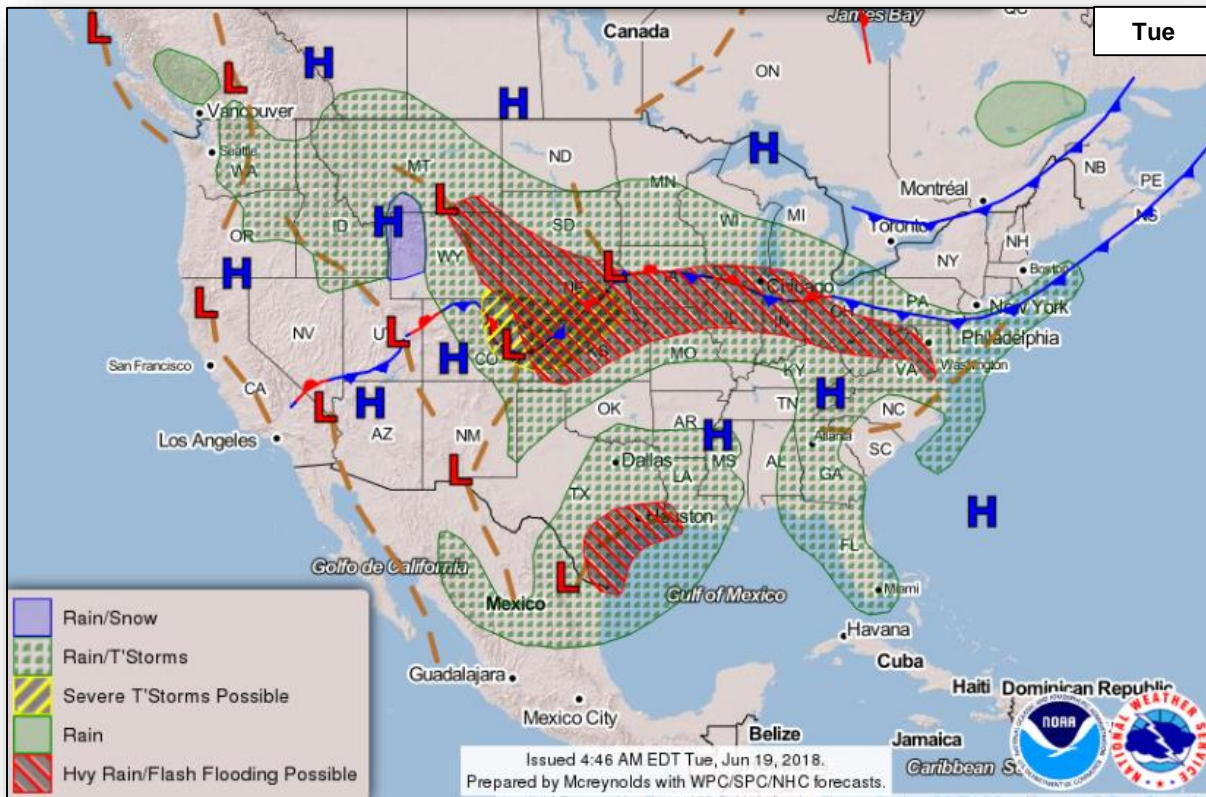 James Bay
QC
Tue
Canada
ON
Vancouver
Seattle
WA
MT
ND
MN
Montréal
NB
PE
NS
OR
ID
WY
SD
WI
MI
Toronto
NY
NH
Boston
NE
IA
Chicago
PA
New York
NV
UT
CO
KS
IL
IN
OH
Philadelphia
San Francisco
MO
KY
VA
Washington
CA
Los Angeles
AZ
NM
OK
AR
TN
NC
Atlanta
SC
Dallas
MS
AL
GA
TX
LA
Houston
FL
Golfo de California
Mexico
Gulf of Mexico
Miami
Havana
Guadalajara
Cuba
Mexico City
Haiti Dominican Republic
Belize
Jamaica
Caribbean S
H
L
Rain/Snow
Rain/T'Storms
Severe T'Storms Possible
Rain
Hvy Rain/Flash Flooding Possible
Issued 4:46 AM EDT Tue, Jun 19, 2018.
Prepared by Mcreynolds with WPC/SPC/NHC forecasts.
NOAA
NATIONAL WEATHER SERVICE